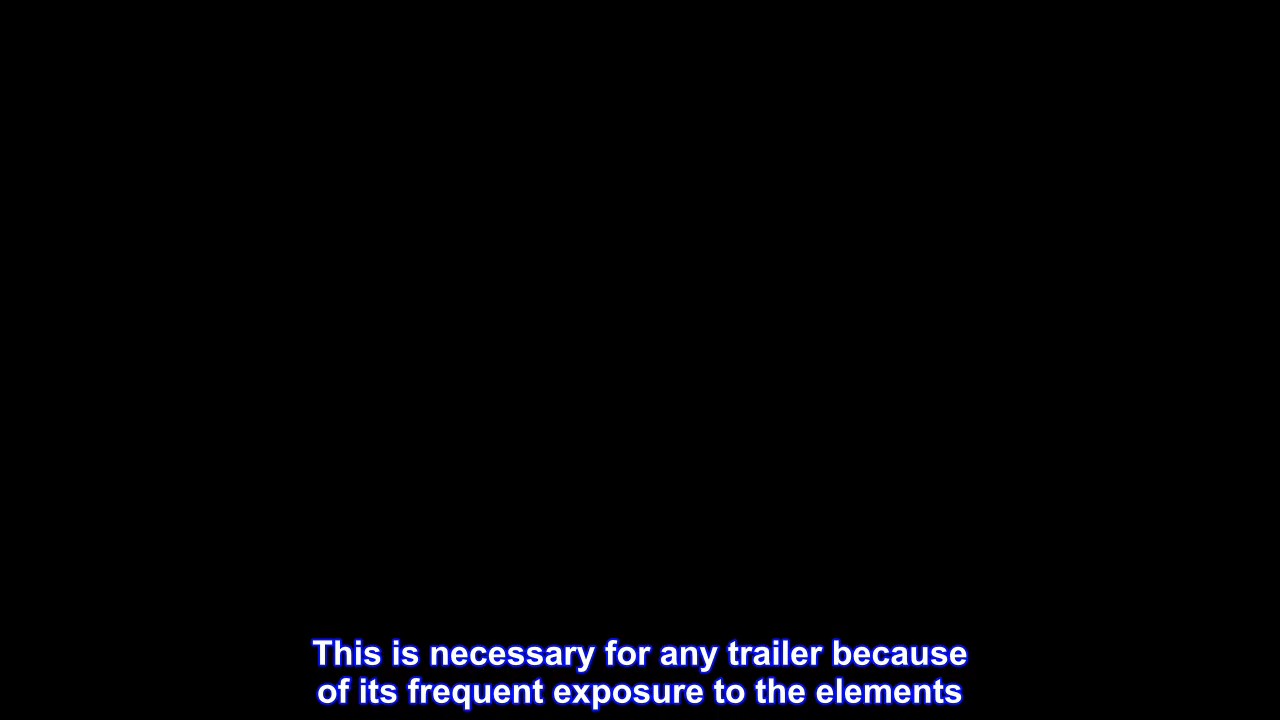 This is necessary for any trailer because
of its frequent exposure to the elements